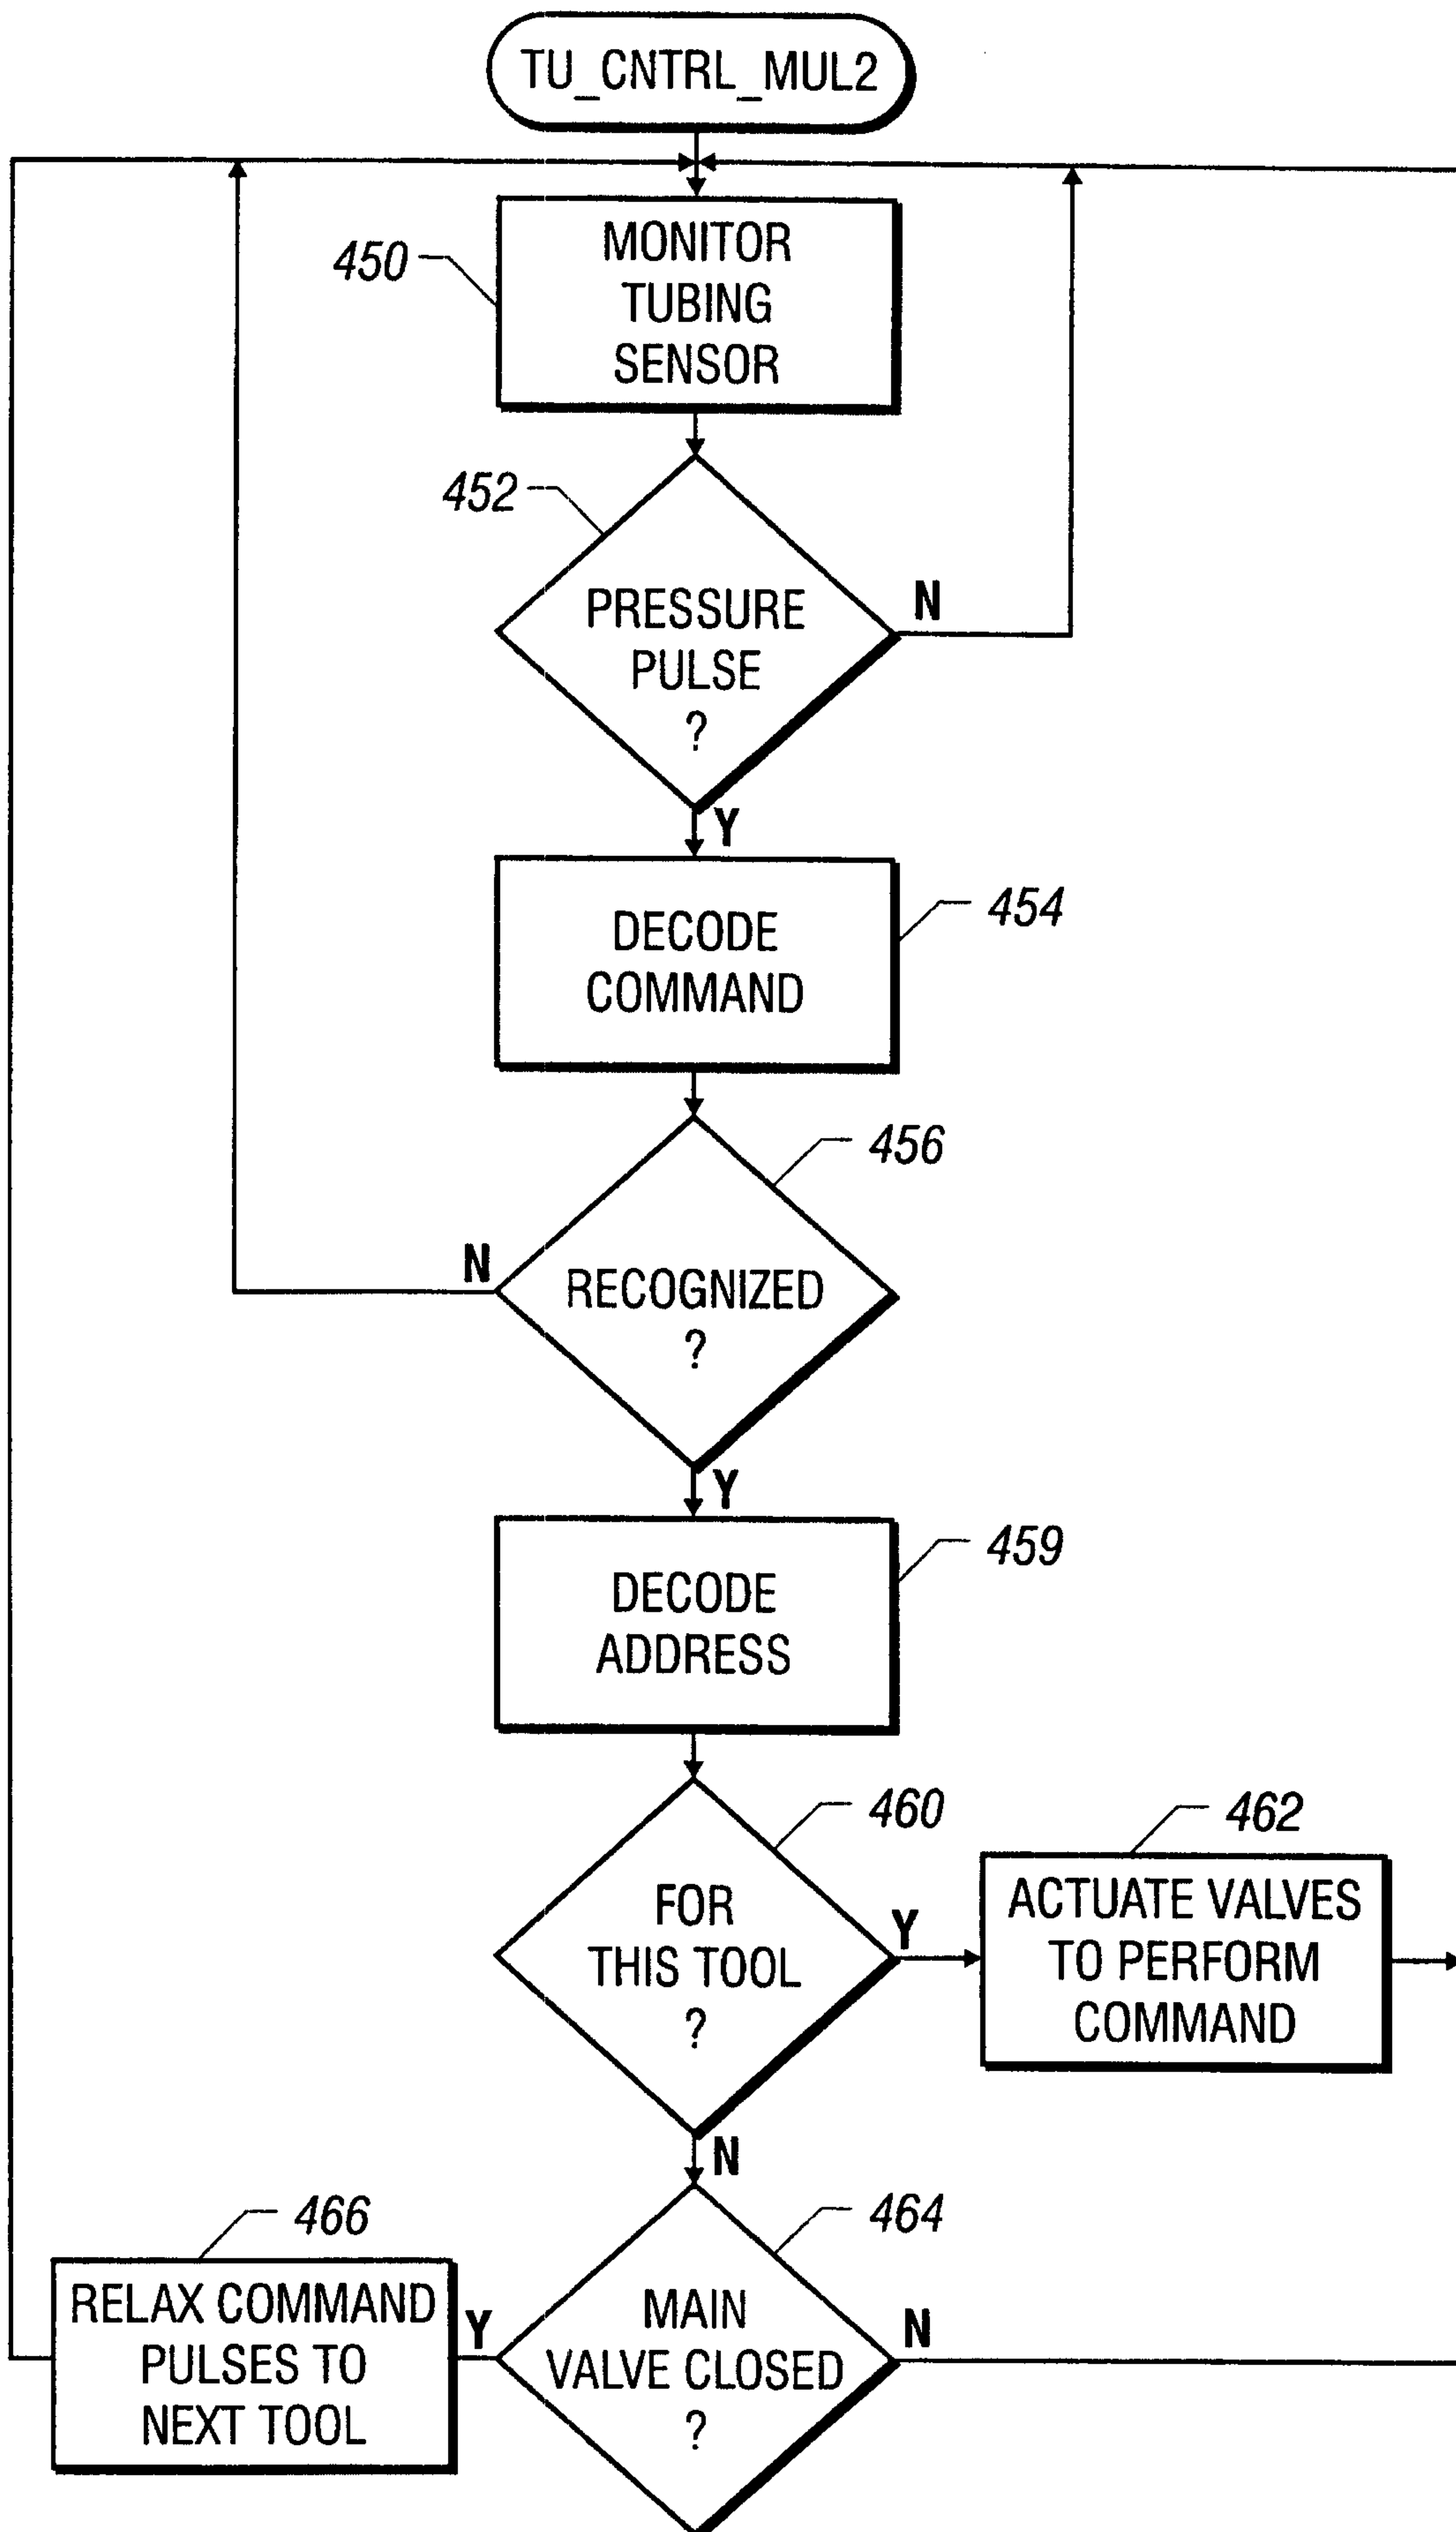 TU_CNTRL_MUL2
450
MONITOR
TUBING
SENSOR
452
PRESSURE
PULSE
?
N
Y
DECODE
COMMAND
454
456
N
RECOGNIZED
?
Y
DECODE
ADDRESS
459
460
FOR
THIS TOOL
?
Y
462
ACTUATE VALVES
TO PERFORM
COMMAND
N
464
466
RELAX COMMAND
PULSES TO
NEXT TOOL
Y
MAIN
VALVE CLOSED
?
N